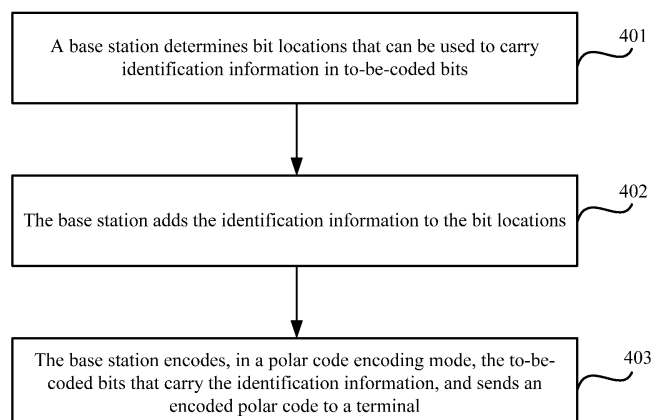 A base station determines bit locations that can be used to carry
identification information in to-be-coded bits
401
The base station adds the identification information to the bit locations
402
The base station encodes, in a polar code encoding mode, the to-be-
coded bits that carry the identification information, and sends an
encoded polar code to a terminal
403